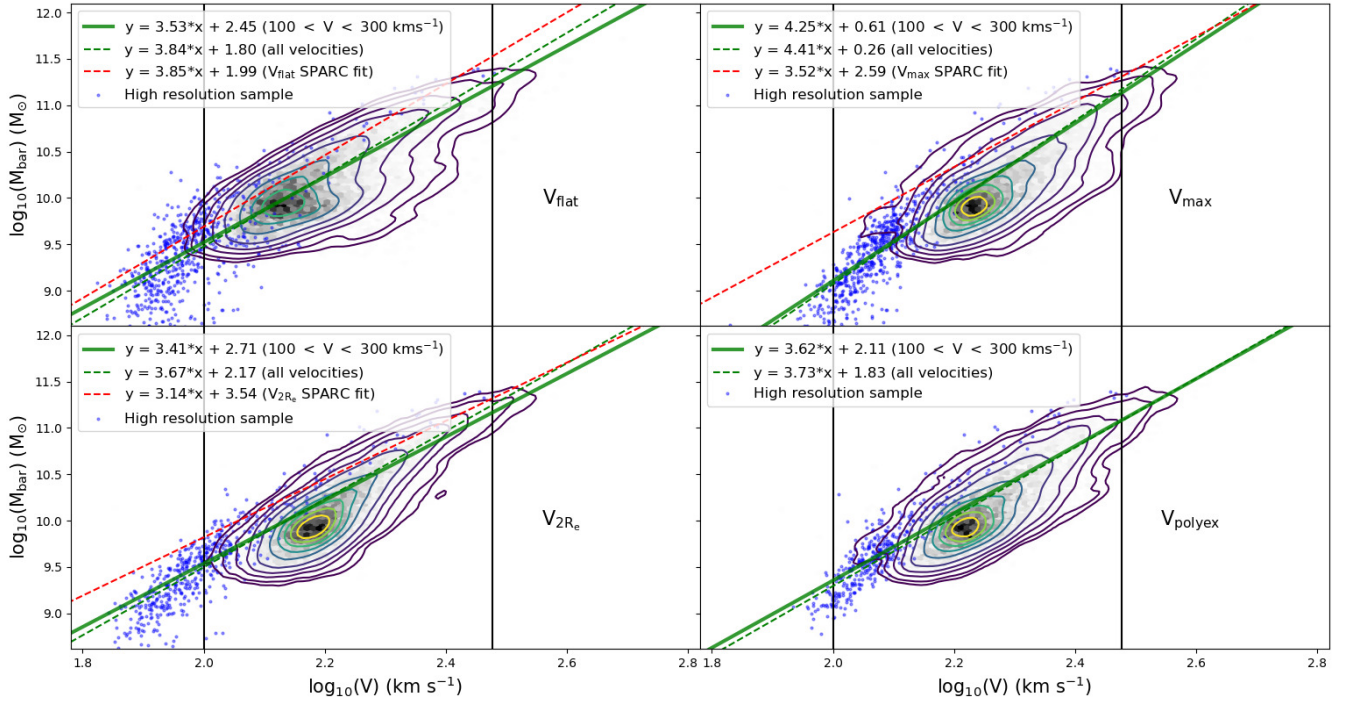 y = 3.53*x + 2.45 (100 < V < 300 kms⁻¹)
y = 3.84*x + 1.80 (all velocities)
y = 3.85*x + 1.99 (V_flat SPARC fit)
High resolution sample
V_flat
log₁₀(M_bar) (M_⊙)
12.0
11.5
11.0
10.5
10.0
9.5
9.0
y = 4.25*x + 0.61 (100 < V < 300 kms⁻¹)
y = 4.41*x + 0.26 (all velocities)
y = 3.52*x + 2.59 (V_max SPARC fit)
High resolution sample
V_max
y = 3.41*x + 2.71 (100 < V < 300 kms⁻¹)
y = 3.67*x + 2.17 (all velocities)
y = 3.14*x + 3.54 (V_2Rₑ SPARC fit)
High resolution sample
V_2Rₑ
log₁₀(M_bar) (M_⊙)
12.0
11.5
11.0
10.5
10.0
9.5
9.0
1.8 2.0 2.2 2.4 2.6 2.8
log₁₀(V) (km s⁻¹)
y = 3.62*x + 2.11 (100 < V < 300 kms⁻¹)
y = 3.73*x + 1.83 (all velocities)
High resolution sample
V_polyex
1.8 2.0 2.2 2.4 2.6 2.8
log₁₀(V) (km s⁻¹)